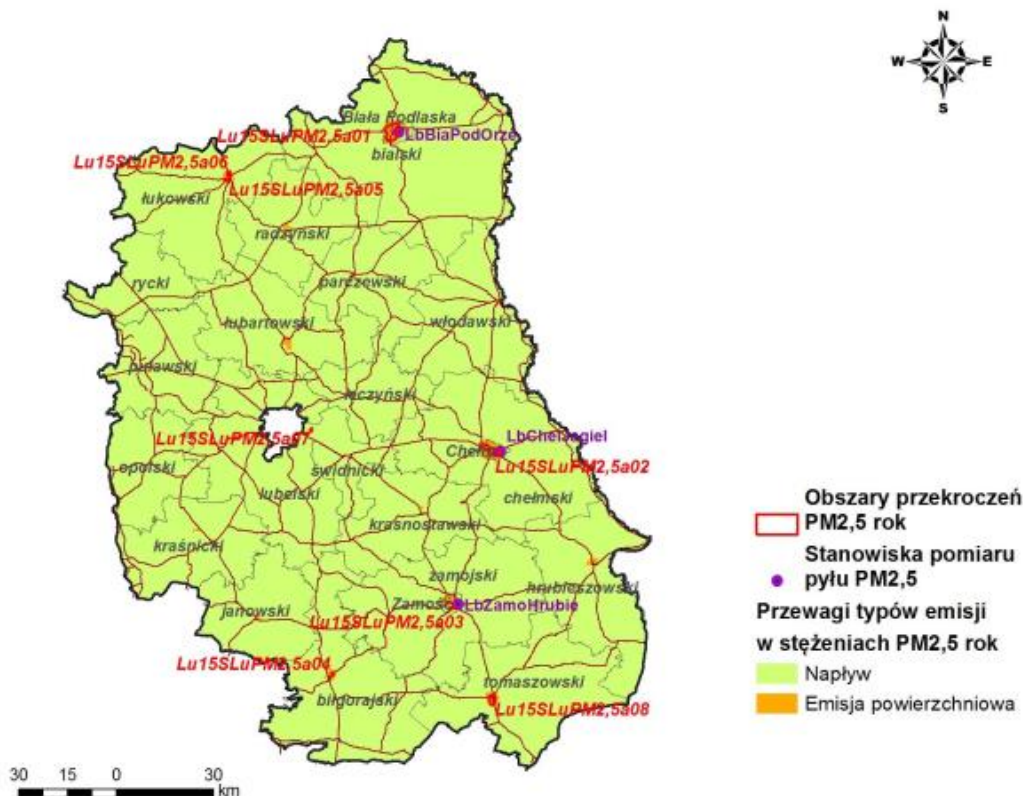 N
W E
S
Biała Podlaska
Lu15SLuPM2,5a01
LbBiaPodOrze
bialski
Lu15SLuPM2,5a06
Lu15SLuPM2,5a05
łukowski
radzyński
rycki
parczewski
lubartowski
włodawski
puławski
łęczyński
LbChelJagiel
Lu15SLuPM2,5a07
Chełm
Lu15SLuPM2,5a02
opolski
świdnicki
lubelski
chełmski
krasnostawski
kraśnicki
zamojski
hrubieszowski
janowski
Zamość
LbZamoHrubie
Lu15SLuPM2,5a03
Lu15SLuPM2,5a04
biłgorajski
tomaszowski
Lu15SLuPM2,5a08
Obszary przekroczeń
PM2,5 rok
Stanowiska pomiaru
pyłu PM2,5
Przewagi typów emisji
w stężeniach PM2,5 rok
Napływ
Emisja powierzchniowa
30 15 0 30
km